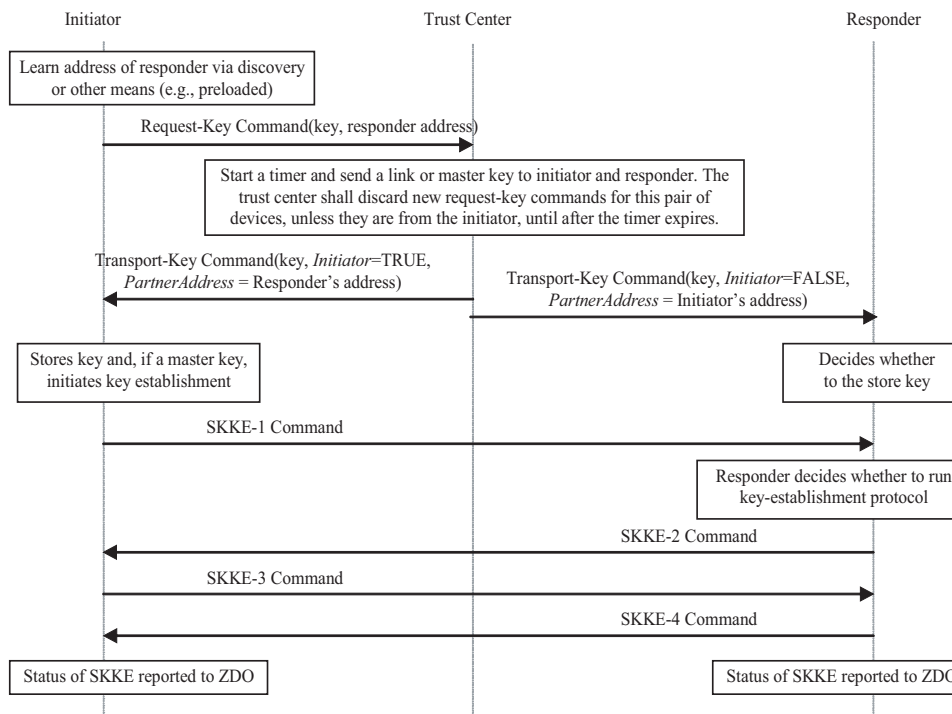 Initiator
Trust Center
Responder
Learn address of responder via discovery
or other means (e.g., preloaded)
Request-Key Command(key, responder address)
Start a timer and send a link or master key to initiator and responder. The
trust center shall discard new request-key commands for this pair of
devices, unless they are from the initiator, until after the timer expires.
Transport-Key Command(key, Initiator=TRUE,
PartnerAddress = Responder’s address)
Transport-Key Command(key, Initiator=FALSE,
PartnerAddress = Initiator’s address)
Stores key and, if a master key,
initiates key establishment
Decides whether
to the store key
SKKE-1 Command
Responder decides whether to run
key-establishment protocol
SKKE-2 Command
SKKE-3 Command
SKKE-4 Command
Status of SKKE reported to ZDO
Status of SKKE reported to ZDO